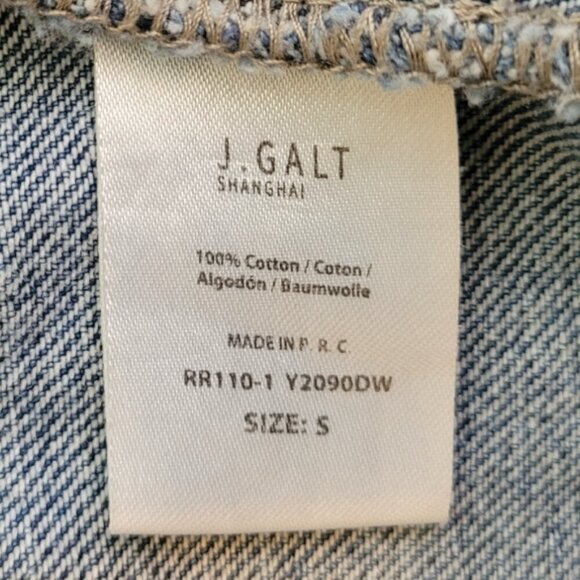 J.GALT
SHANGHAI
100% Cotton / Coton /
Algodón / Baumwolle
MADE IN P. R. C.
RR110-1 Y2090DW
SIZE: S